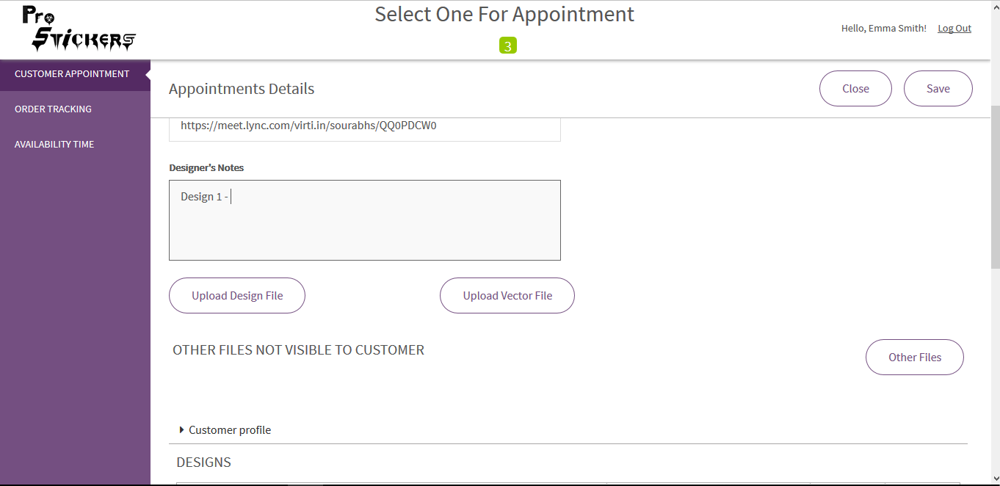 Pro
Stickers
Select One For Appointment
3
Hello, Emma Smith! Log Out
CUSTOMER APPOINTMENT
ORDER TRACKING
AVAILABILITY TIME
Appointments Details
Close Save
https://meet.lync.com/virti.in/sourabhs/QQ0PDCW0
Designer's Notes
Design 1 -
Upload Design File Upload Vector File
OTHER FILES NOT VISIBLE TO CUSTOMER
Other Files
Customer profile
DESIGNS